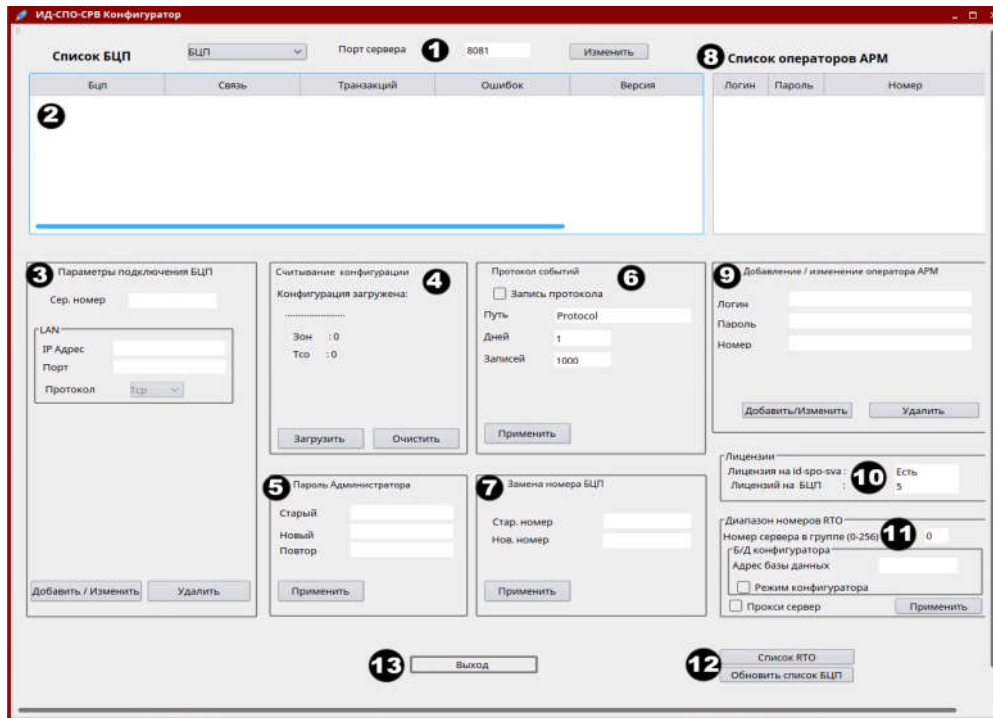 ИД-СПО-СРВ Конфигуратор
Список БЦП
БЦП
Порт сервера
1
8081
Изменить
8
Список операторов АРМ
Бцп
Связь
Транзакций
Ошибок
Версия
Логин
Пароль
Номер
2
3
Параметры подключения БЦП
Сер. номер
LAN
IP Адрес
Порт
Протокол
Tcp
Добавить / Изменить
Удалить
Считывание конфигурации
4
Конфигурация загружена:
......................
Зон : 0
Тсо : 0
Загрузить
Очистить
5
Пароль Администратора
Старый
Новый
Повтор
Применить
Протокол событий
6
Запись протокола
Путь
Protocol
Дней
1
Записей
1000
Применить
7
Замена номера БЦП
Стар. номер
Нов. номер
Применить
9
Добавление / изменение оператора АРМ
Логин
Пароль
Номер
Добавить/Изменить
Удалить
Лицензии
Лицензия на id-spo-sva :
10
Есть
Лицензий на БЦП :
5
Диапазон номеров RTO
Номер сервера в группе (0-256)
11
0
Б/Д конфигуратора
Адрес базы данных
Режим конфигуратора
Прокси сервер
Применить
13
Выход
12
Список RTO
Обновить список БЦП